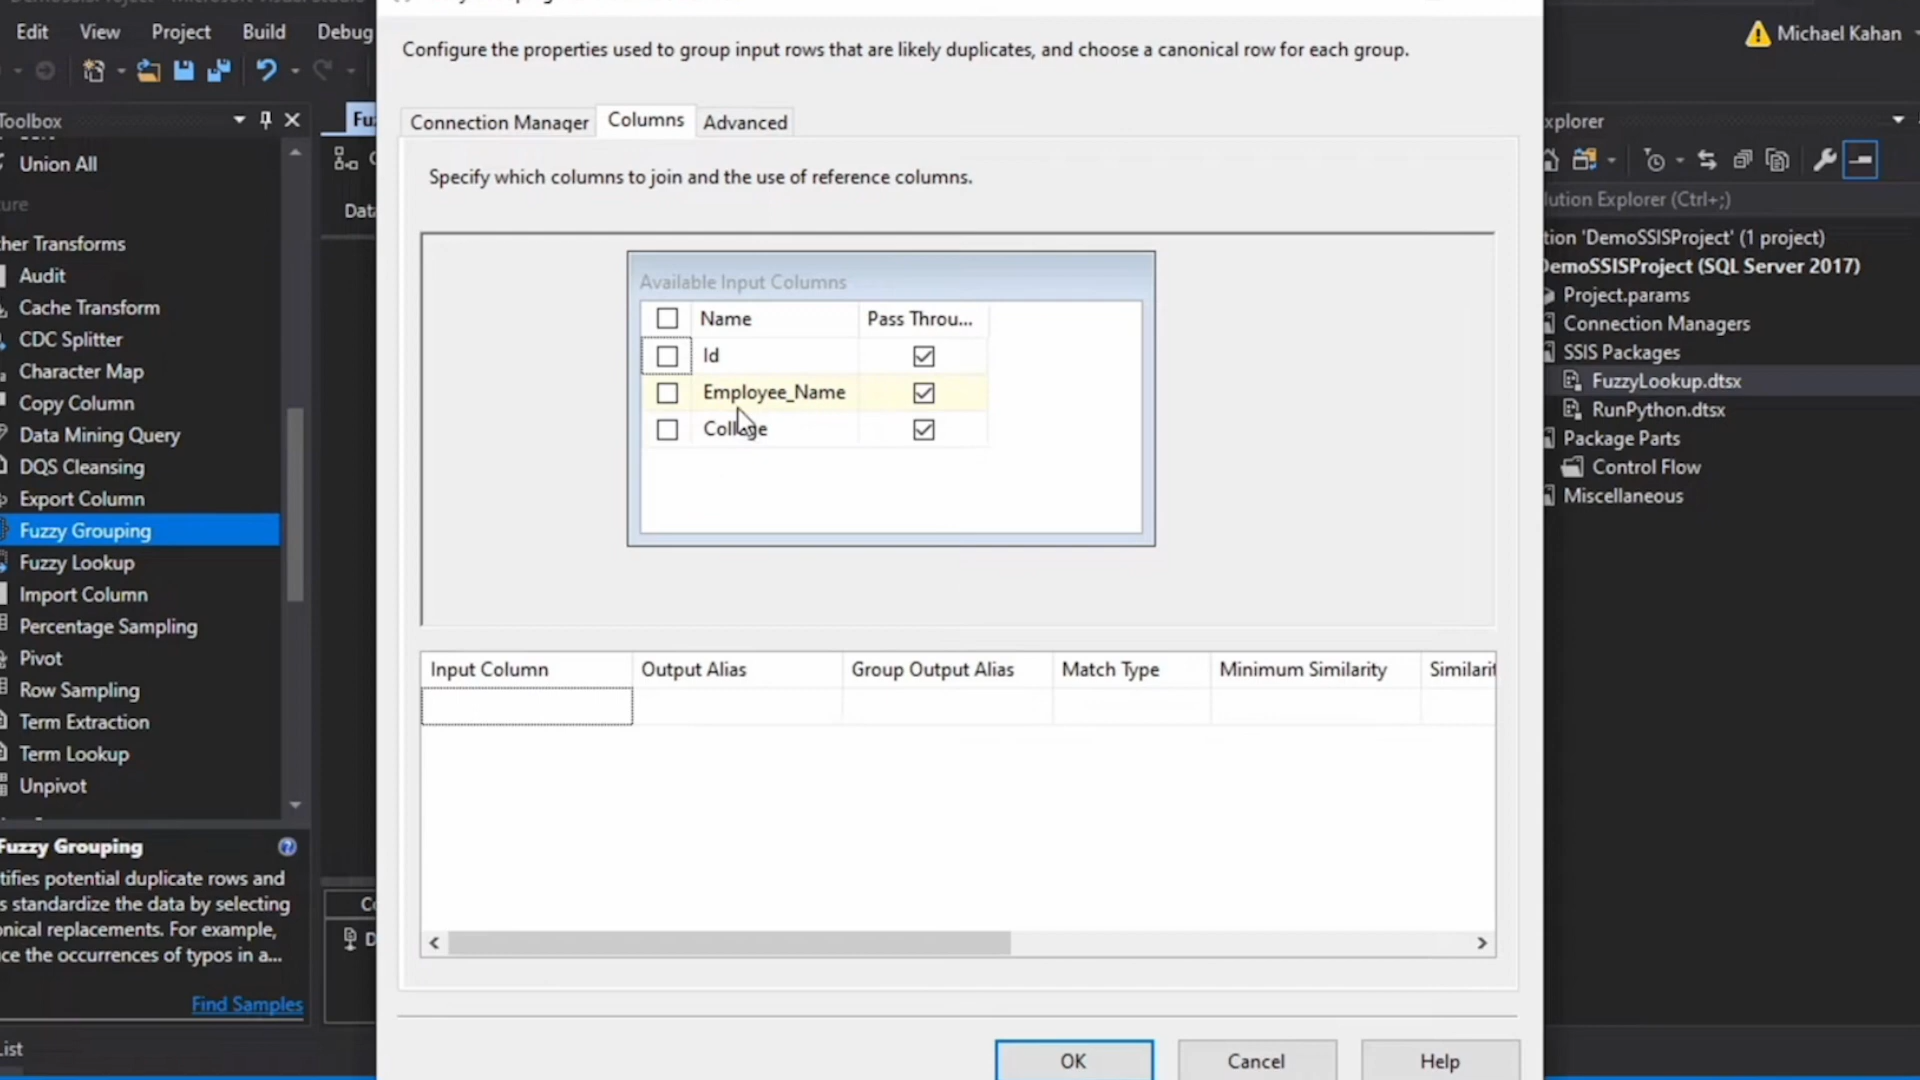 Edit View Project Build Debug
Michael Kahan
Configure the properties used to group input rows that are likely duplicates, and choose a canonical row for each group.
Toolbox
Union All
her Transforms
Audit
Cache Transform
CDC Splitter
Character Map
Copy Column
Data Mining Query
DQS Cleansing
Export Column
Fuzzy Grouping
Fuzzy Lookup
Import Column
Percentage Sampling
Pivot
Row Sampling
Term Extraction
Term Lookup
Unpivot
Fuzzy Grouping
tifies potential duplicate rows and
s standardize the data by selecting
onical replacements. For example,
ce the occurrences of typos in a...
Find Samples
List
Fu
Data
Connection Manager Columns Advanced
Specify which columns to join and the use of reference columns.
Available Input Columns
Name Pass Throu...
Id
Employee_Name
College
Input Column Output Alias Group Output Alias Match Type Minimum Similarity Similarit
OK Cancel Help
xplorer
lution Explorer (Ctrl+;)
tion 'DemoSSISProject' (1 project)
DemoSSISProject (SQL Server 2017)
Project.params
Connection Managers
SSIS Packages
FuzzyLookup.dtsx
RunPython.dtsx
Package Parts
Control Flow
Miscellaneous